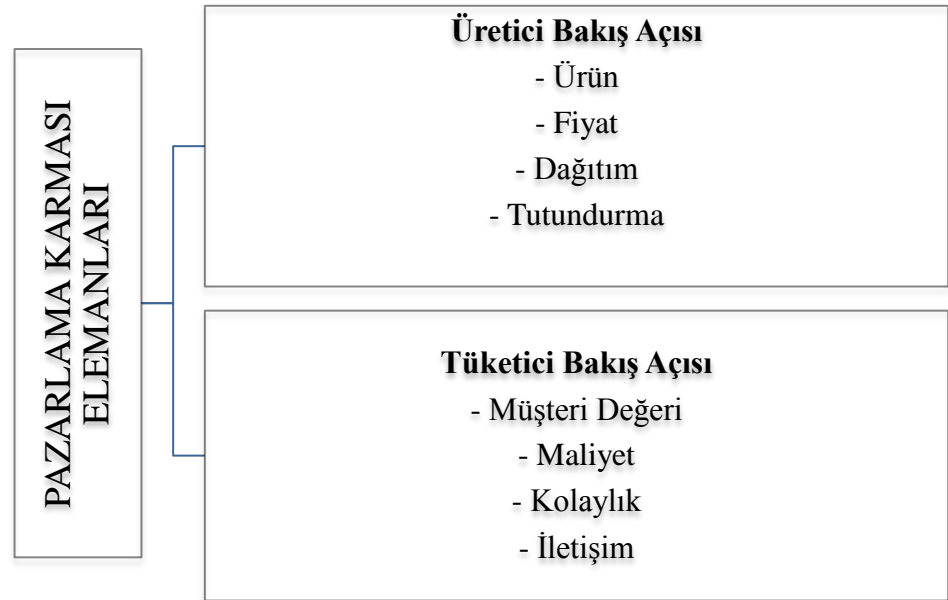 PAZARLAMA KARMASI
ELEMANLARI
Üretici Bakış Açısı
- Ürün
- Fiyat
- Dağıtım
- Tutundurma
Tüketici Bakış Açısı
- Müşteri Değeri
- Maliyet
- Kolaylık
- İletişim